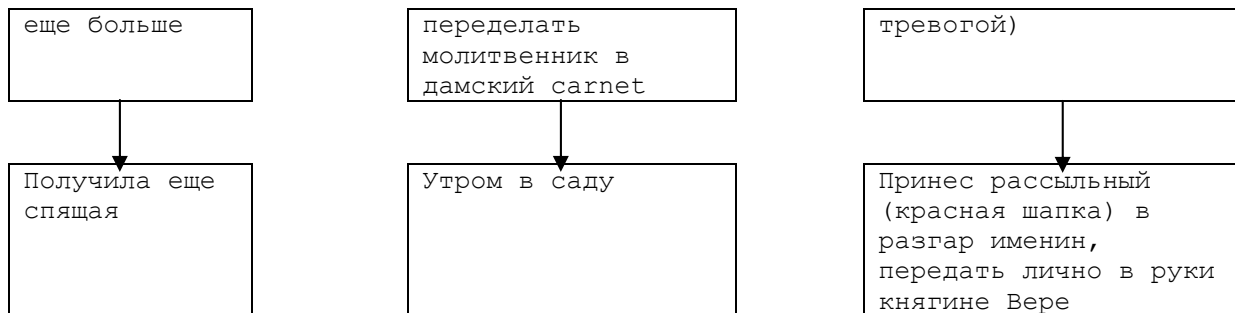 еще больше
переделать
молитвенник в
дамский carnet
тревогой)
Получила еще
спящая
Утром в саду
Принес рассыльный
(красная шапка) в
разгар именин,
передать лично в руки
княгине Вере